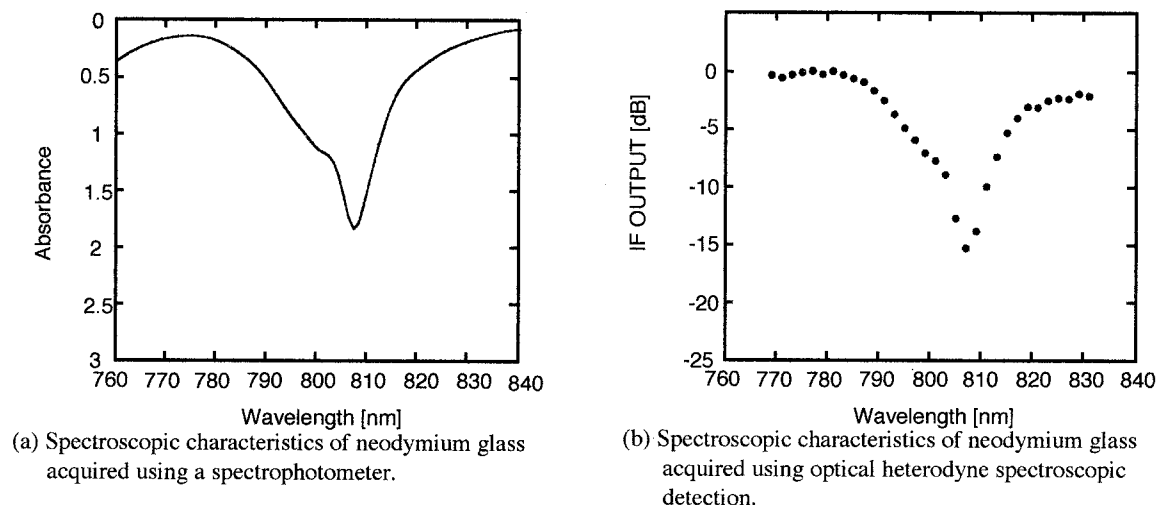 0
0.5
1
1.5
2
2.5
3
Absorbance
760 770 780 790 800 810 820 830 840
Wavelength [nm]
(a) Spectroscopic characteristics of neodymium glass
acquired using a spectrophotometer.
0
-5
-10
-15
-20
-25
IF OUTPUT [dB]
760 770 780 790 800 810 820 830 840
Wavelength [nm]
(b) Spectroscopic characteristics of neodymium glass
acquired using optical heterodyne spectroscopic
detection.